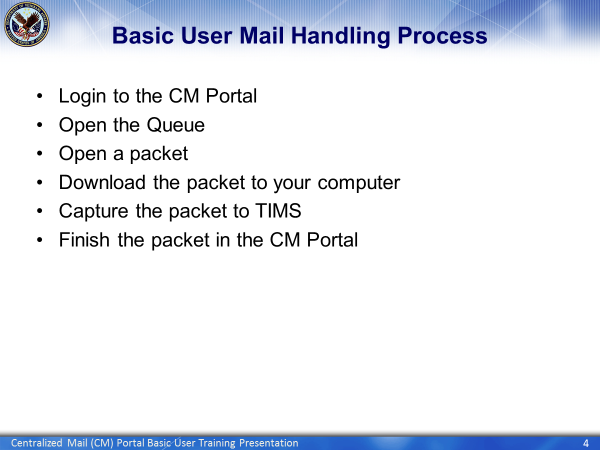 Basic User Mail Handling Process
• Login to the CM Portal
• Open the Queue
• Open a packet
• Download the packet to your computer
• Capture the packet to TIMS
• Finish the packet in the CM Portal
Centralized Mail (CM) Portal Basic User Training Presentation
4